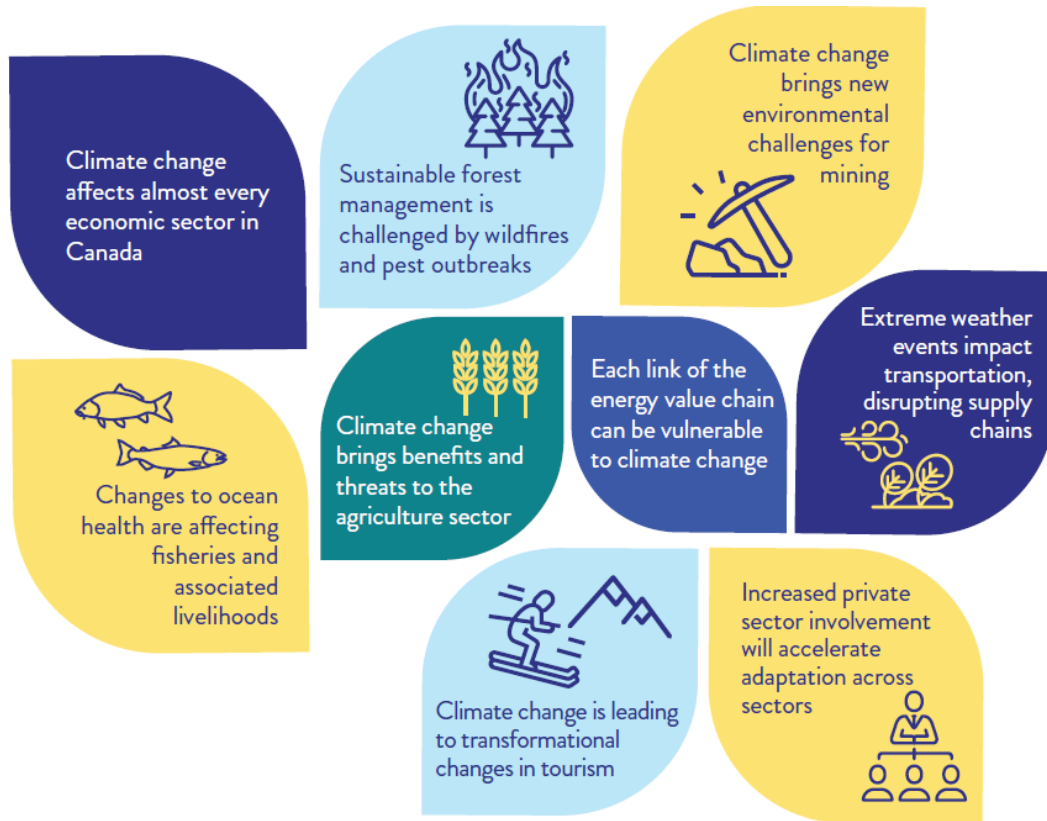 Climate change
affects almost every
economic sector in
Canada
Sustainable forest
management is
challenged by wildfires
and pest outbreaks
Climate change
brings new
environmental
challenges for
mining
Changes to ocean
health are affecting
fisheries and
associated
livelihoods
Climate change
brings benefits and
threats to the
agriculture sector
Each link of the
energy value chain
can be vulnerable
to climate change
Extreme weather
events impact
transportation,
disrupting supply
chains
Climate change is leading
to transformational
changes in tourism
Increased private
sector involvement
will accelerate
adaptation across
sectors